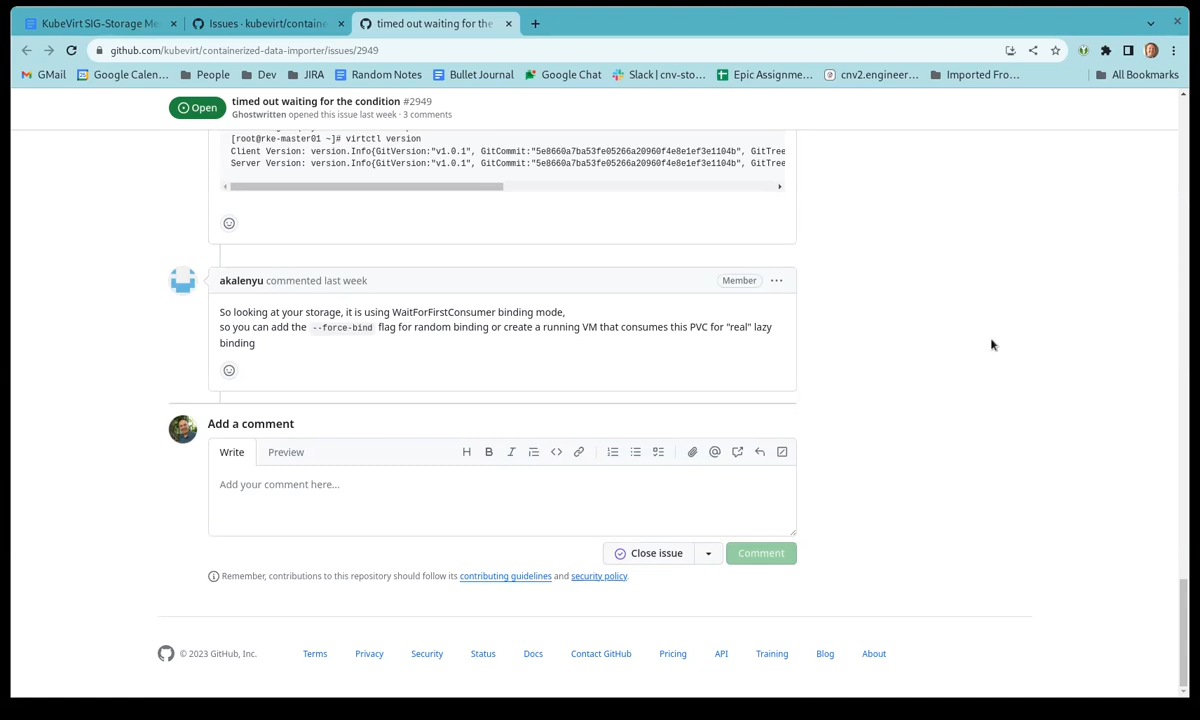 KubeVirt SIG-Storage Me
Issues · kubevirt/containe
timed out waiting for the
github.com/kubevirt/containerized-data-importer/issues/2949
GMail
Google Calen...
People
Dev
JIRA
Random Notes
Bullet Journal
Google Chat
Slack | cnv-sto...
Epic Assignme...
cnv2.engineer...
Imported Fro...
All Bookmarks
Open
timed out waiting for the condition #2949
Ghostwritten opened this issue last week · 3 comments
[root@rke-master01 ~]# virtctl version
Client Version: version.Info{GitVersion:"v1.0.1", GitCommit:"5e8660a7ba53fe05266a20960f4e8e1ef3e1104b", GitTree
Server Version: version.Info{GitVersion:"v1.0.1", GitCommit:"5e8660a7ba53fe05266a20960f4e8e1ef3e1104b", GitTree
akalenyu commented last week
Member
So looking at your storage, it is using WaitForFirstConsumer binding mode,
so you can add the --force-bind flag for random binding or create a running VM that consumes this PVC for "real" lazy
binding
Add a comment
Write
Preview
Add your comment here...
Close issue
Comment
Remember, contributions to this repository should follow its contributing guidelines and security policy.
© 2023 GitHub, Inc.
Terms
Privacy
Security
Status
Docs
Contact GitHub
Pricing
API
Training
Blog
About